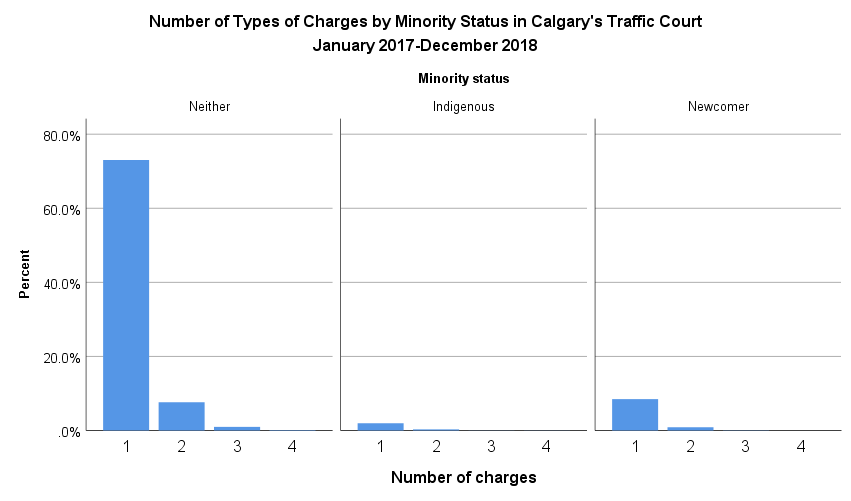 Number of Types of Charges by Minority Status in Calgary's Traffic Court
January 2017-December 2018
Minority status
Neither
Indigenous
Newcomer
80.0%
60.0%
40.0%
20.0%
.0%
Percent
1 2 3 4
1 2 3 4
1 2 3 4
Number of charges